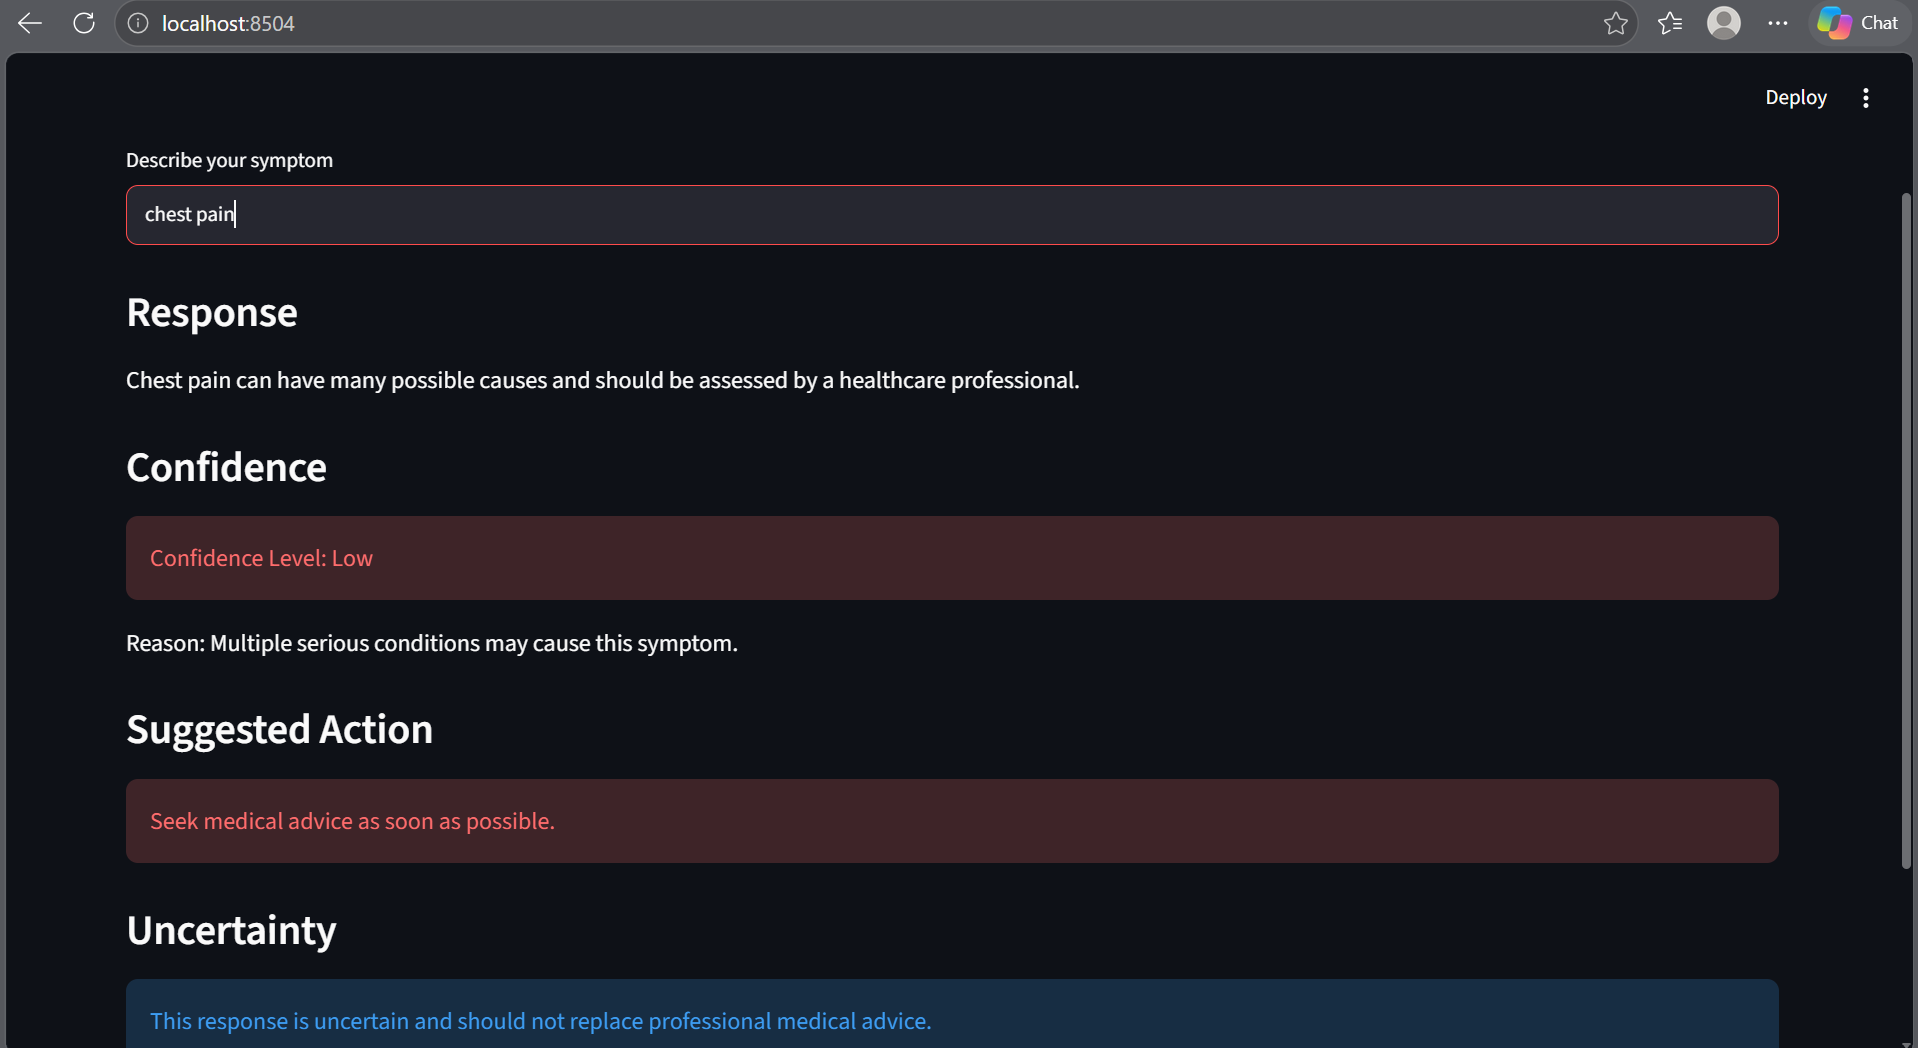 localhost:8504
Chat
Deploy
Describe your symptom
chest pain
Response
Chest pain can have many possible causes and should be assessed by a healthcare professional.
Confidence
Confidence Level: Low
Reason: Multiple serious conditions may cause this symptom.
Suggested Action
Seek medical advice as soon as possible.
Uncertainty
This response is uncertain and should not replace professional medical advice.